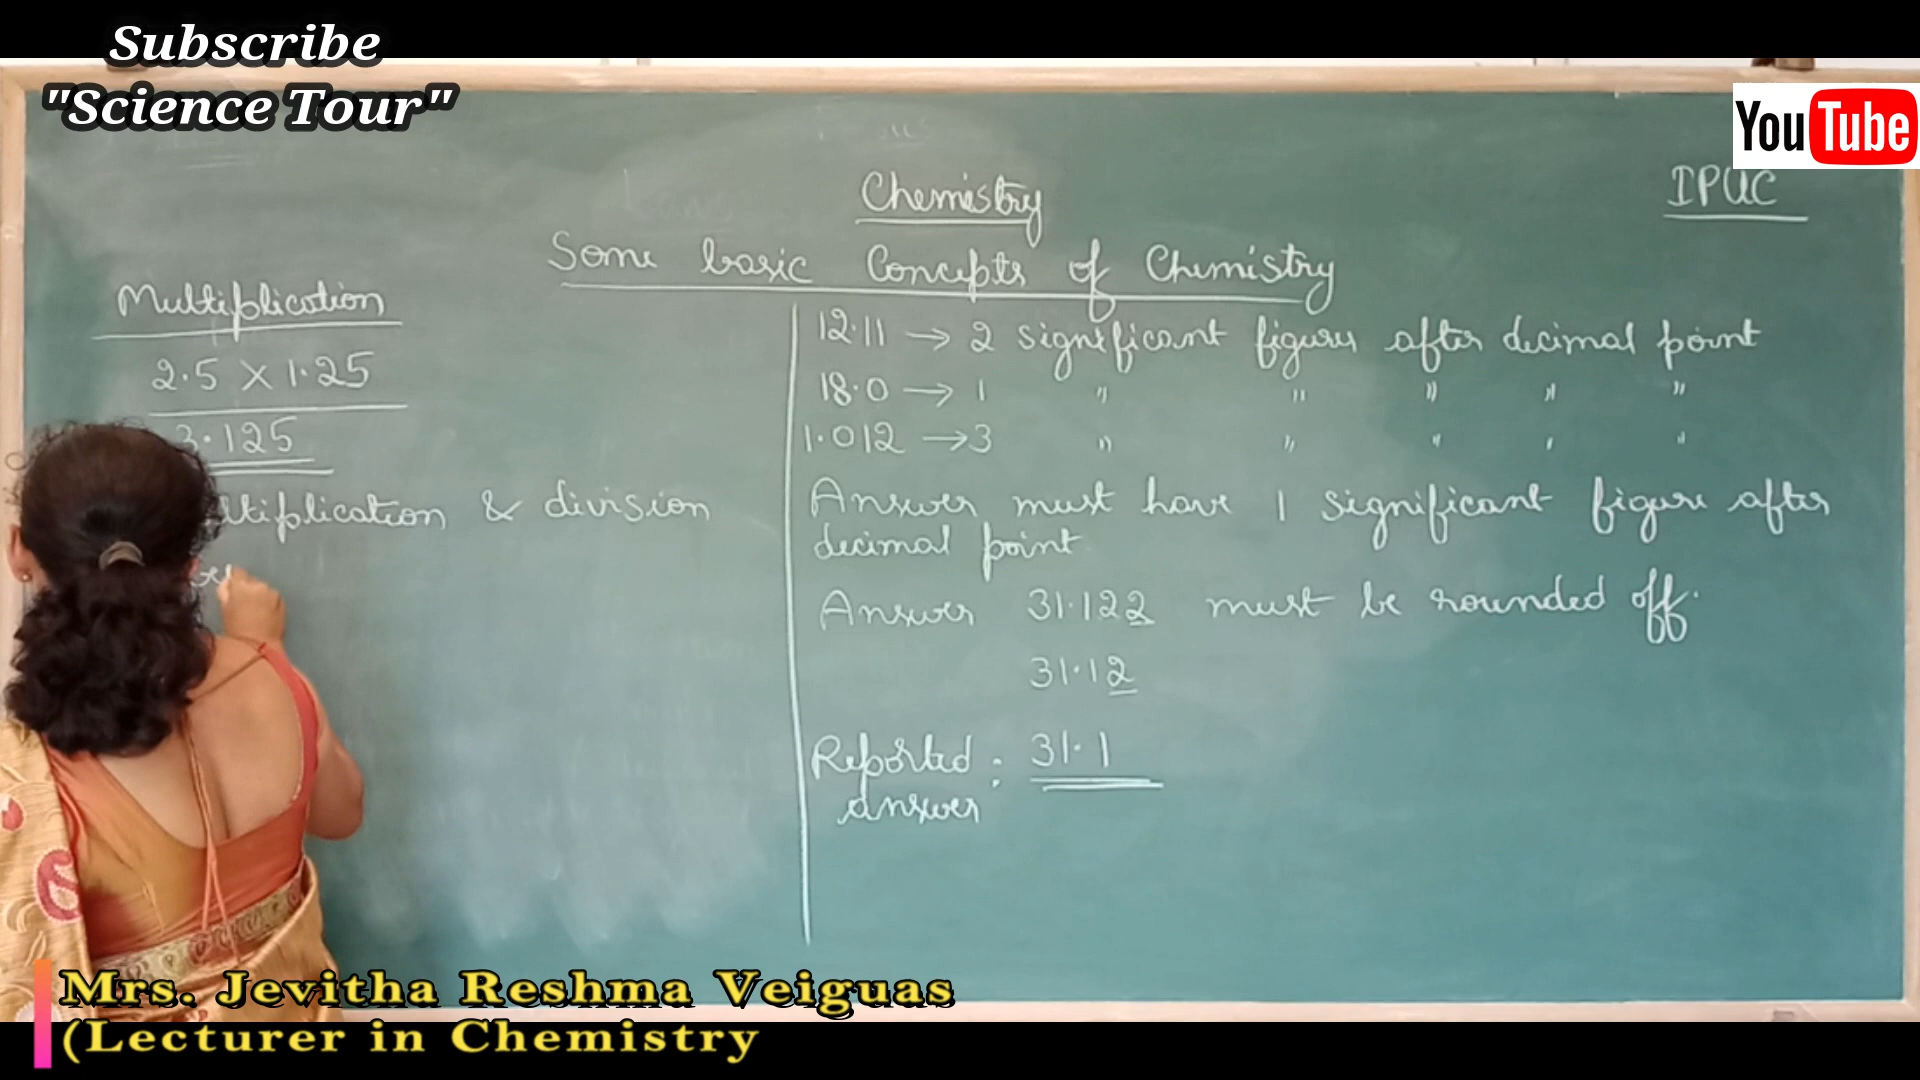 Subscribe
"Science Tour"
YouTube
Chemistry
IPUC
Some basic Concepts of Chemistry
Multiplication
2.5 X 1.25
3.125
& division
12.11 → 2 significant figures after decimal point
18.0 → 1 " " " " "
1.012 → 3 " " " " "
Answer must have 1 significant figure after
decimal point
Answer 31.122 must be rounded off.
31.12
Reported : 31.1
answer
Mrs. Jevitha Reshma Veiguas
(Lecturer in Chemistry